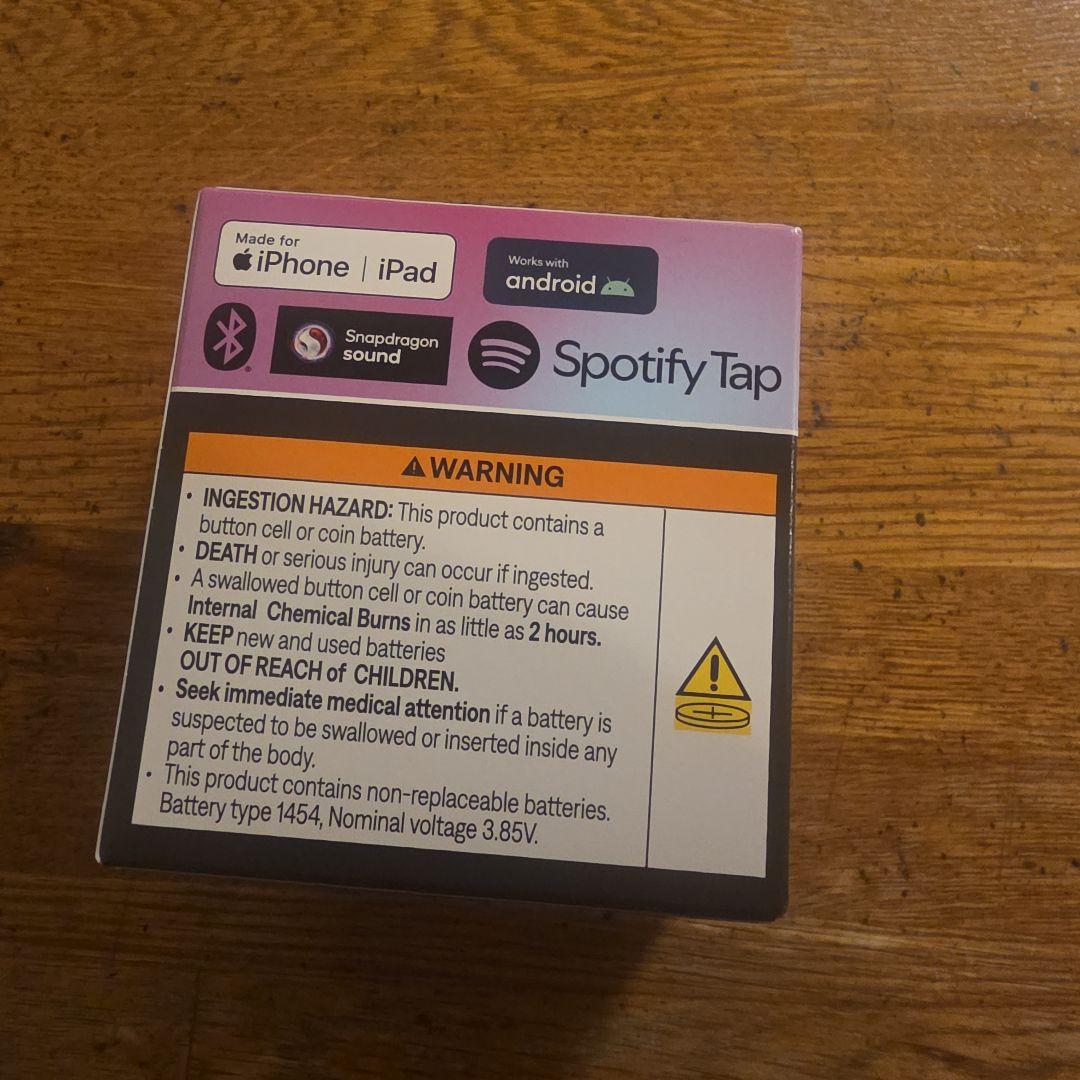 Made for
iPhone | iPad
Works with
android
Snapdragon
sound
Spotify Tap
WARNING
• INGESTION HAZARD: This product contains a
button cell or coin battery.
• DEATH or serious injury can occur if ingested.
• A swallowed button cell or coin battery can cause
Internal Chemical Burns in as little as 2 hours.
• KEEP new and used batteries
OUT OF REACH of CHILDREN.
• Seek immediate medical attention if a battery is
suspected to be swallowed or inserted inside any
part of the body.
• This product contains non-replaceable batteries.
Battery type 1454, Nominal voltage 3.85V.